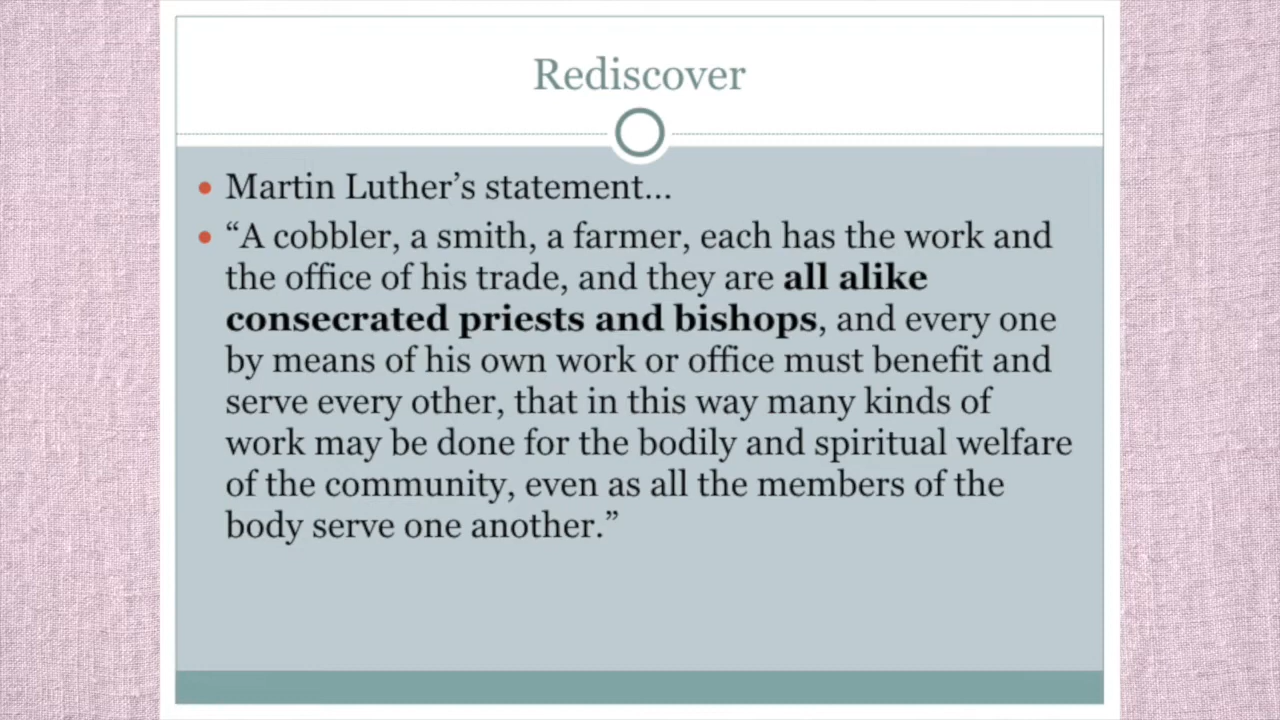 Rediscover
• Martin Luther’s statement…
• “A cobbler, a smith, a farmer, each has the work and
the office of his trade, and they are all alike
consecrated priests and bishops, and every one
by means of his own work or office must benefit and
serve every other, that in this way many kinds of
work may be done for the bodily and spiritual welfare
of the community, even as all the members of the
body serve one another.”